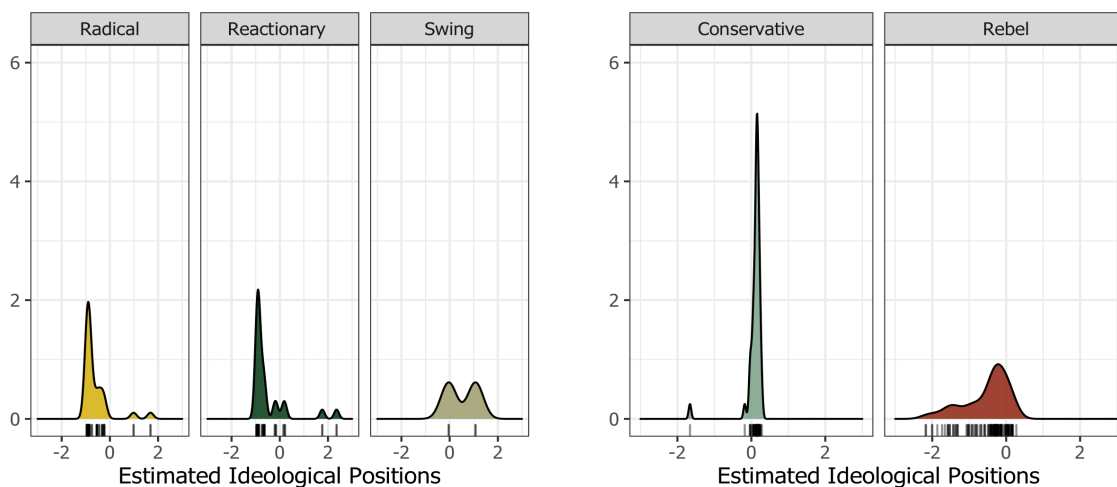 Radical Reactionary Swing Conservative Rebel
6 6
4 4
2 2
0 0
-2 0 2 -2 0 2 -2 0 2 -2 0 2 -2 0 2
Estimated Ideological Positions Estimated Ideological Positions